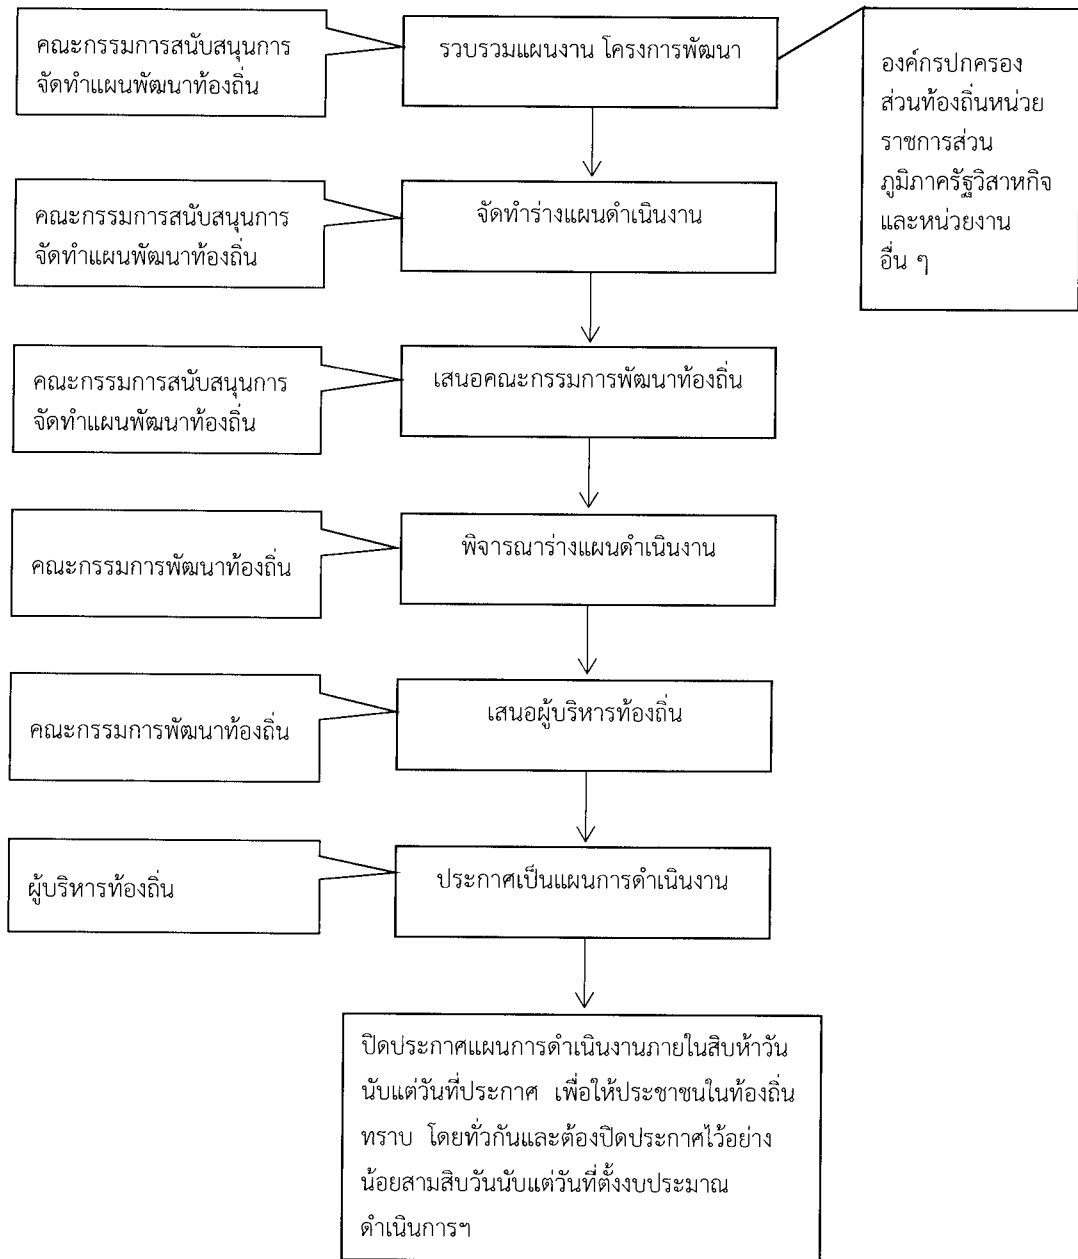 คณะกรรมการสนับสนุนการ
จัดทำแผนพัฒนาท้องถิ่น
รวบรวมแผนงาน โครงการพัฒนา
องค์กรปกครอง
ส่วนท้องถิ่นหน่วย
ราชการส่วน
ภูมิภาครัฐวิสาหกิจ
และหน่วยงาน
อื่น ๆ
คณะกรรมการสนับสนุนการ
จัดทำแผนพัฒนาท้องถิ่น
จัดทำร่างแผนดำเนินงาน
คณะกรรมการสนับสนุนการ
จัดทำแผนพัฒนาท้องถิ่น
เสนอคณะกรรมการพัฒนาท้องถิ่น
คณะกรรมการพัฒนาท้องถิ่น
พิจารณาร่างแผนดำเนินงาน
คณะกรรมการพัฒนาท้องถิ่น
เสนอผู้บริหารท้องถิ่น
ผู้บริหารท้องถิ่น
ประกาศเป็นแผนการดำเนินงาน
ปิดประกาศแผนการดำเนินงานภายในสิบห้าวัน
นับแต่วันที่ประกาศ เพื่อให้ประชาชนในท้องถิ่น
ทราบ โดยทั่วกันและต้องปิดประกาศไว้อย่าง
น้อยสามสิบวันนับแต่วันที่ตั้งงบประมาณ
ดำเนินการฯ